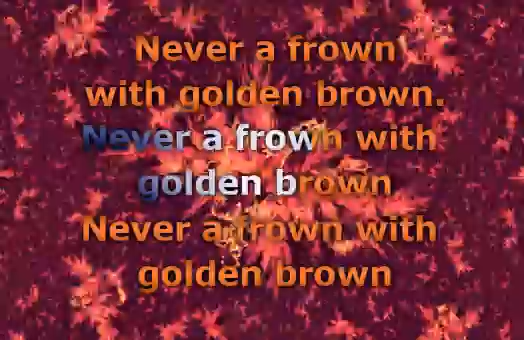 Never a frown
with golden brown.
Never a frown with
golden brown
Never a frown with
golden brown